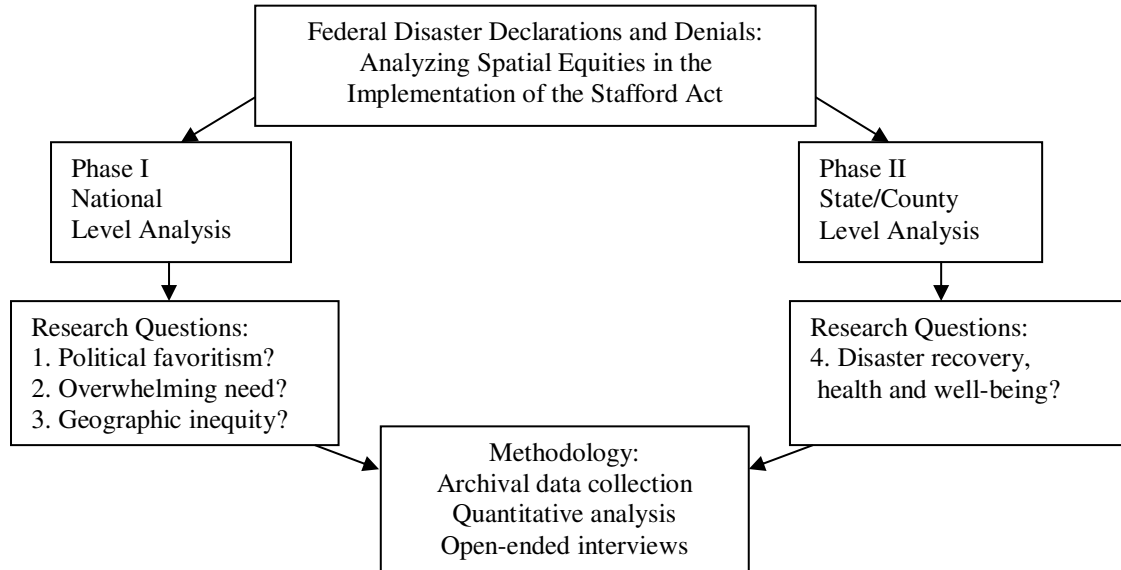 Federal Disaster Declarations and Denials:
Analyzing Spatial Equities in the
Implementation of the Stafford Act
Phase I
National
Level Analysis
Phase II
State/County
Level Analysis
Research Questions:
1. Political favoritism?
2. Overwhelming need?
3. Geographic inequity?
Research Questions:
4. Disaster recovery,
health and well-being?
Methodology:
Archival data collection
Quantitative analysis
Open-ended interviews